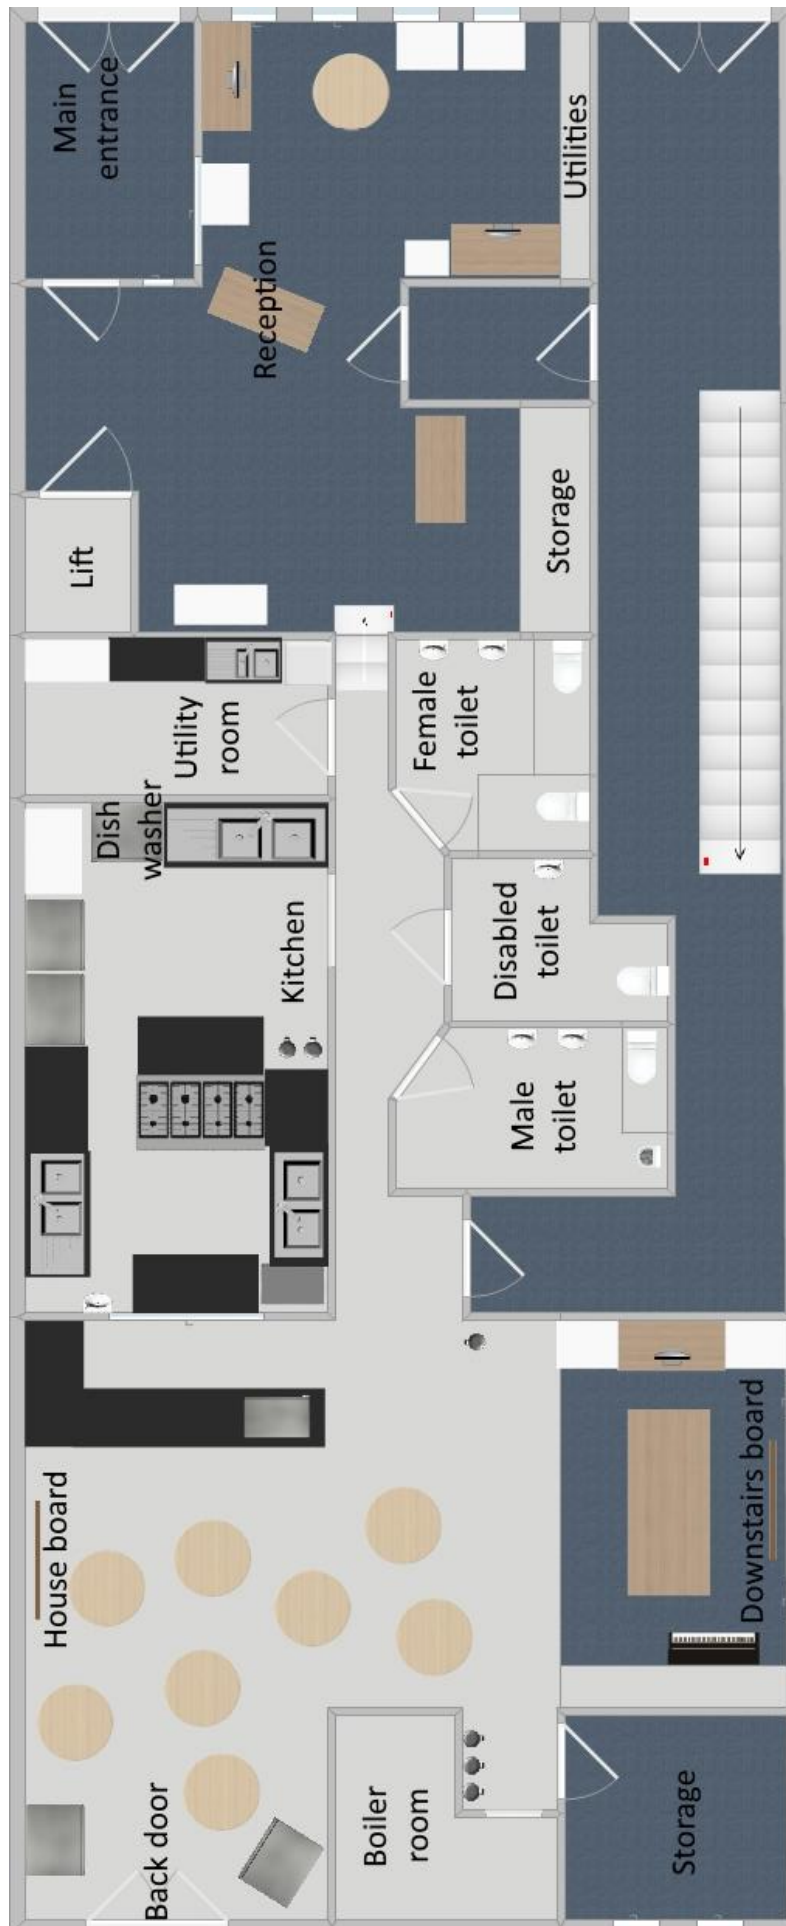 Main
entrance
Reception
Utilities
Lift
Storage
Utility
room
Female
toilet
Dish
washer
Kitchen
Disabled
toilet
Male
toilet
House board
Downstairs board
Back door
Boiler
room
Storage